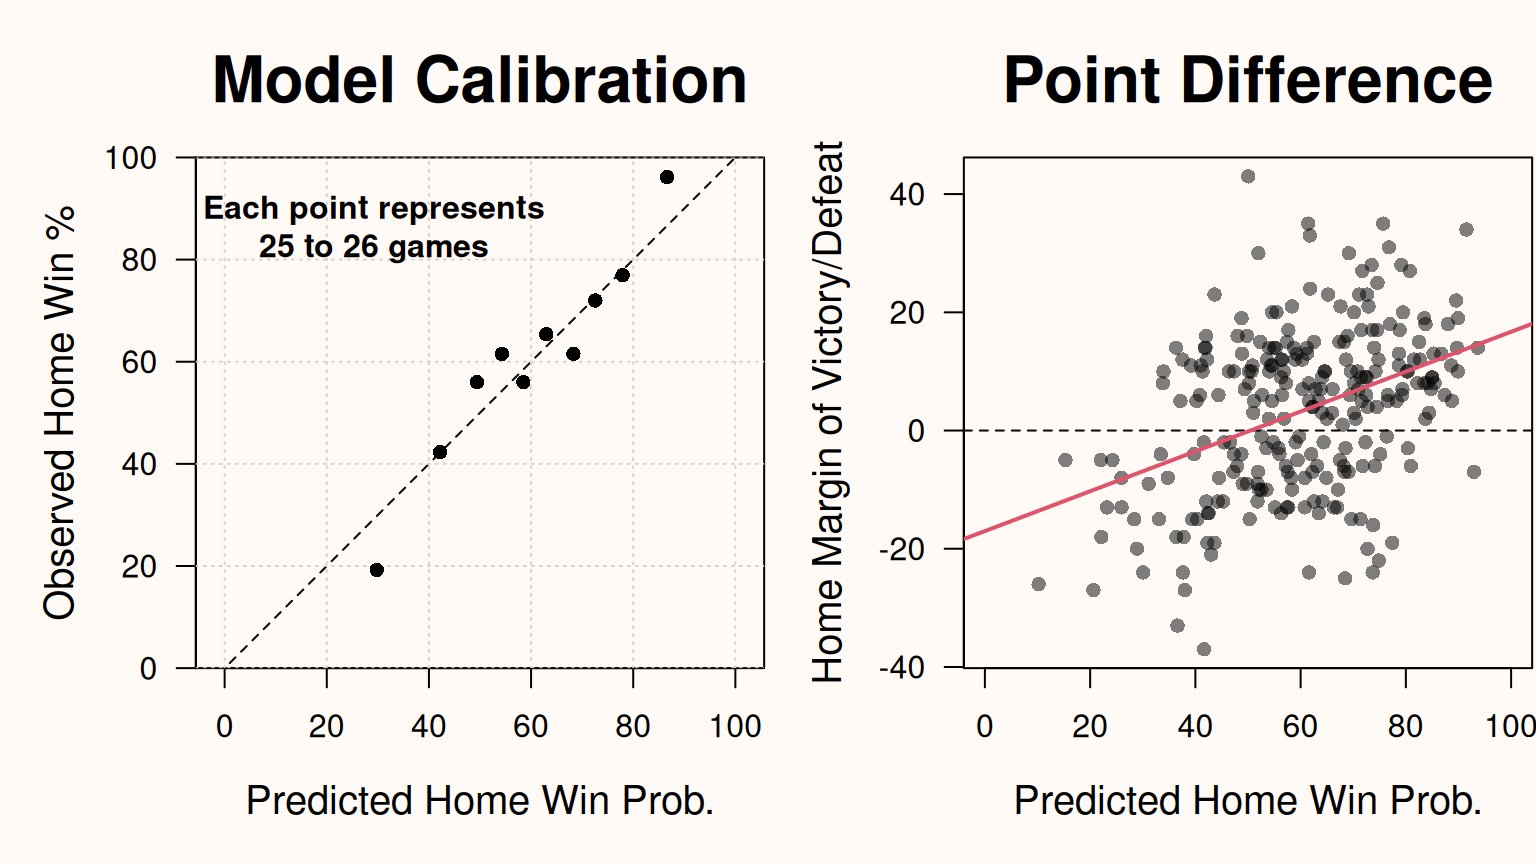 Model Calibration
Observed Home Win %
100
80
60
40
20
0
Each point represents
25 to 26 games
0 20 40 60 80 100
Predicted Home Win Prob.
Point Difference
Home Margin of Victory/Defeat
40
20
0
-20
-40
0 20 40 60 80 100
Predicted Home Win Prob.